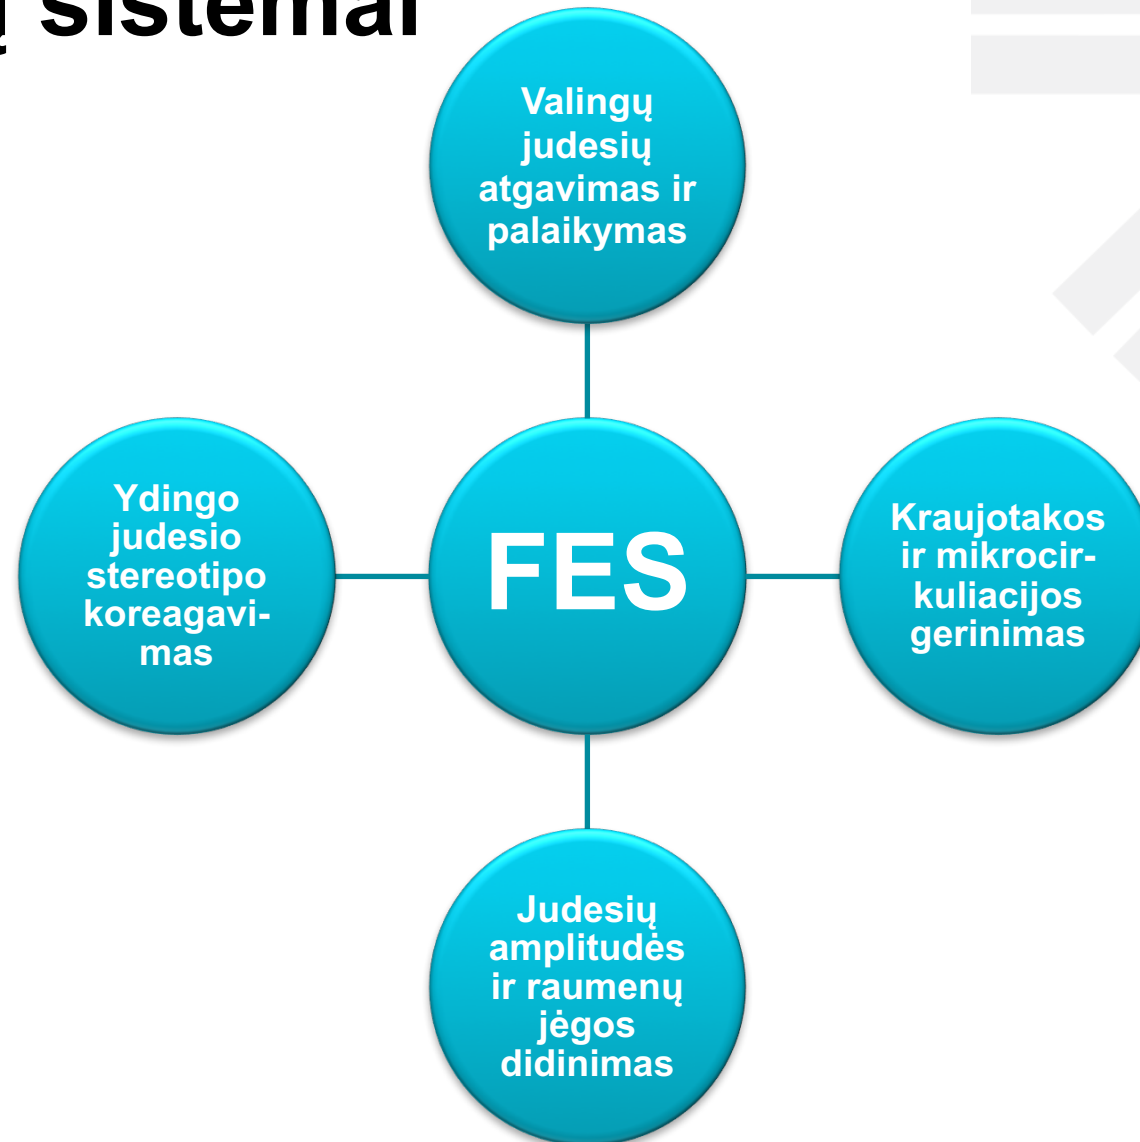 sistemai
Valingų
judesių
atgavimas ir
palaikymas
Ydingo
judesio
stereotipo
koreagavi-
mas
FES
Kraujotakos
ir mikrocir-
kuliacijos
gerinimas
Judesių
amplitudės
ir raumenų
jėgos
didinimas